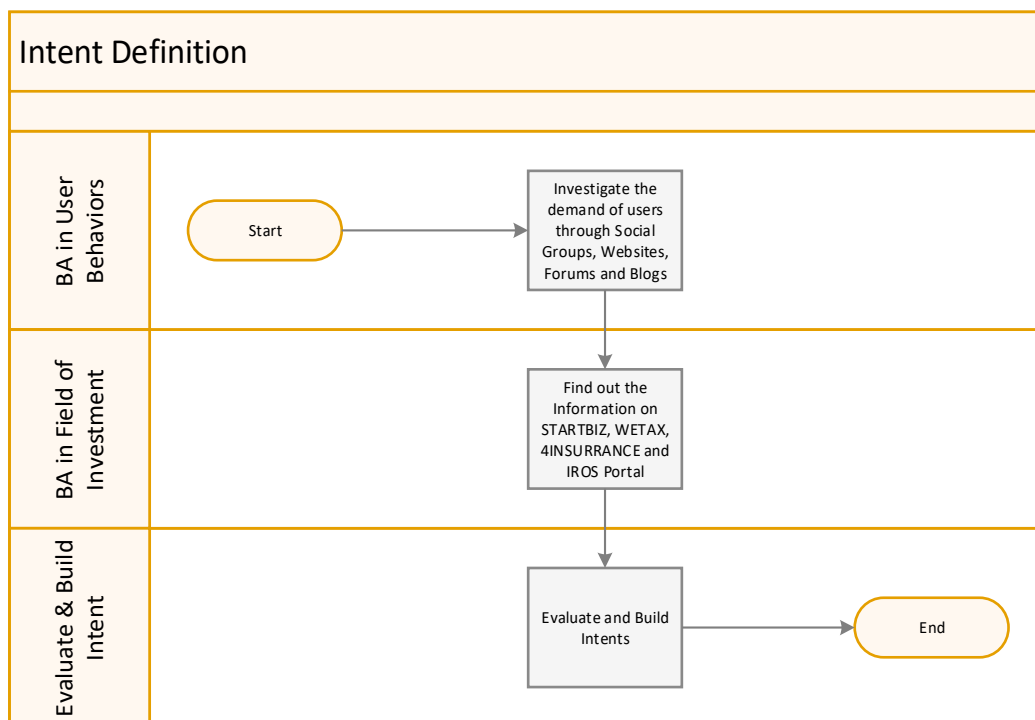 Intent Definition
BA in User
Behaviors
Start
Investigate the
demand of users
through Social
Groups, Websites,
Forums and Blogs
BA in Field of
Investment
Find out the
Information on
STARTBIZ, WETAX,
4INSURRANCE and
IROS Portal
Evaluate & Build
Intent
Evaluate and Build
Intents
End